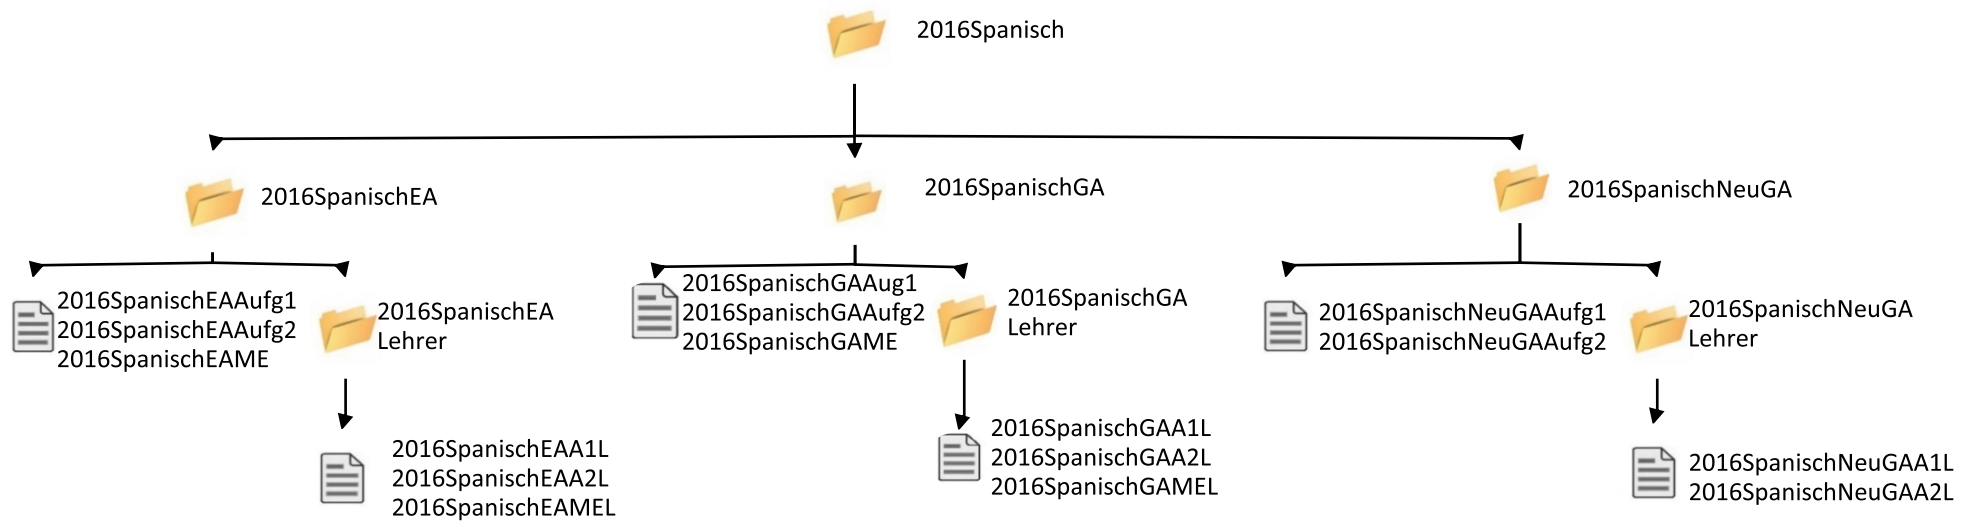 2016Spanisch
2016SpanischEA
2016SpanischGA
2016SpanischNeuGA
2016SpanischEAAufg1
2016SpanischEAAufg2
2016SpanischEAME
2016SpanischEA
Lehrer
2016SpanischGAAug1
2016SpanischGAAufg2
2016SpanischGAME
2016SpanischGA
Lehrer
2016SpanischNeuGAAufg1
2016SpanischNeuGAAufg2
2016SpanischNeuGA
Lehrer
2016SpanischEAA1L
2016SpanischEAA2L
2016SpanischEAMEL
2016SpanischGAA1L
2016SpanischGAA2L
2016SpanischGAMEL
2016SpanischNeuGAA1L
2016SpanischNeuGAA2L